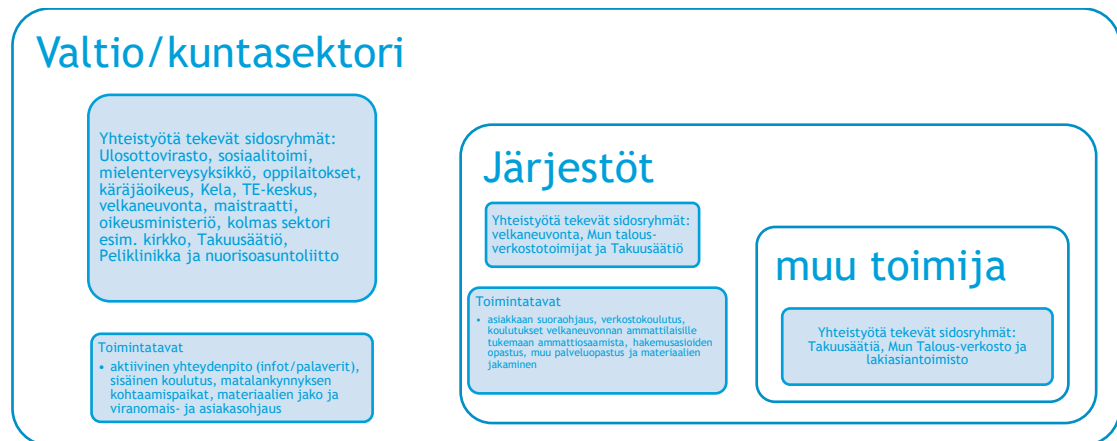 Valtio/kuntasektori
Yhteistyötä tekevät sidosryhmät:
Ulosottovirasto, sosiaalitoimi,
mielenterveysyksikkö, oppilaitokset,
käräjäoikeus, Kela, TE-keskus,
velkaneuvonta, maistraatti,
oikeusministeriö, kolmas sektori
esim. kirkko, Takuusäätiö,
Peliklinikka ja nuorisoasuntoliitto
Toimintatavat
• aktiivinen yhteydenpito (infot/palaverit),
sisäinen koulutus, matalankynnyksen
kohtaamispaikat, materiaalien jako ja
viranomais- ja asiakasohjaus
Järjestöt
Yhteistyötä tekevät sidosryhmät:
velkaneuvonta, Mun talous-
verkostotoimijat ja Takuusäätiö
Toimintatavat
• asiakkaan suoraohjaus, verkostokoulutus,
koulutukset velkaneuvonnan ammattilaisille
tukemaan ammattiosaamista, hakemusasioiden
opastus, muu palveluopastus ja materiaalien
jakaminen
muu toimija
Yhteistyötä tekevät sidosryhmät:
Takuusäätiä, Mun Talous-verkosto ja
lakiasiantoimisto